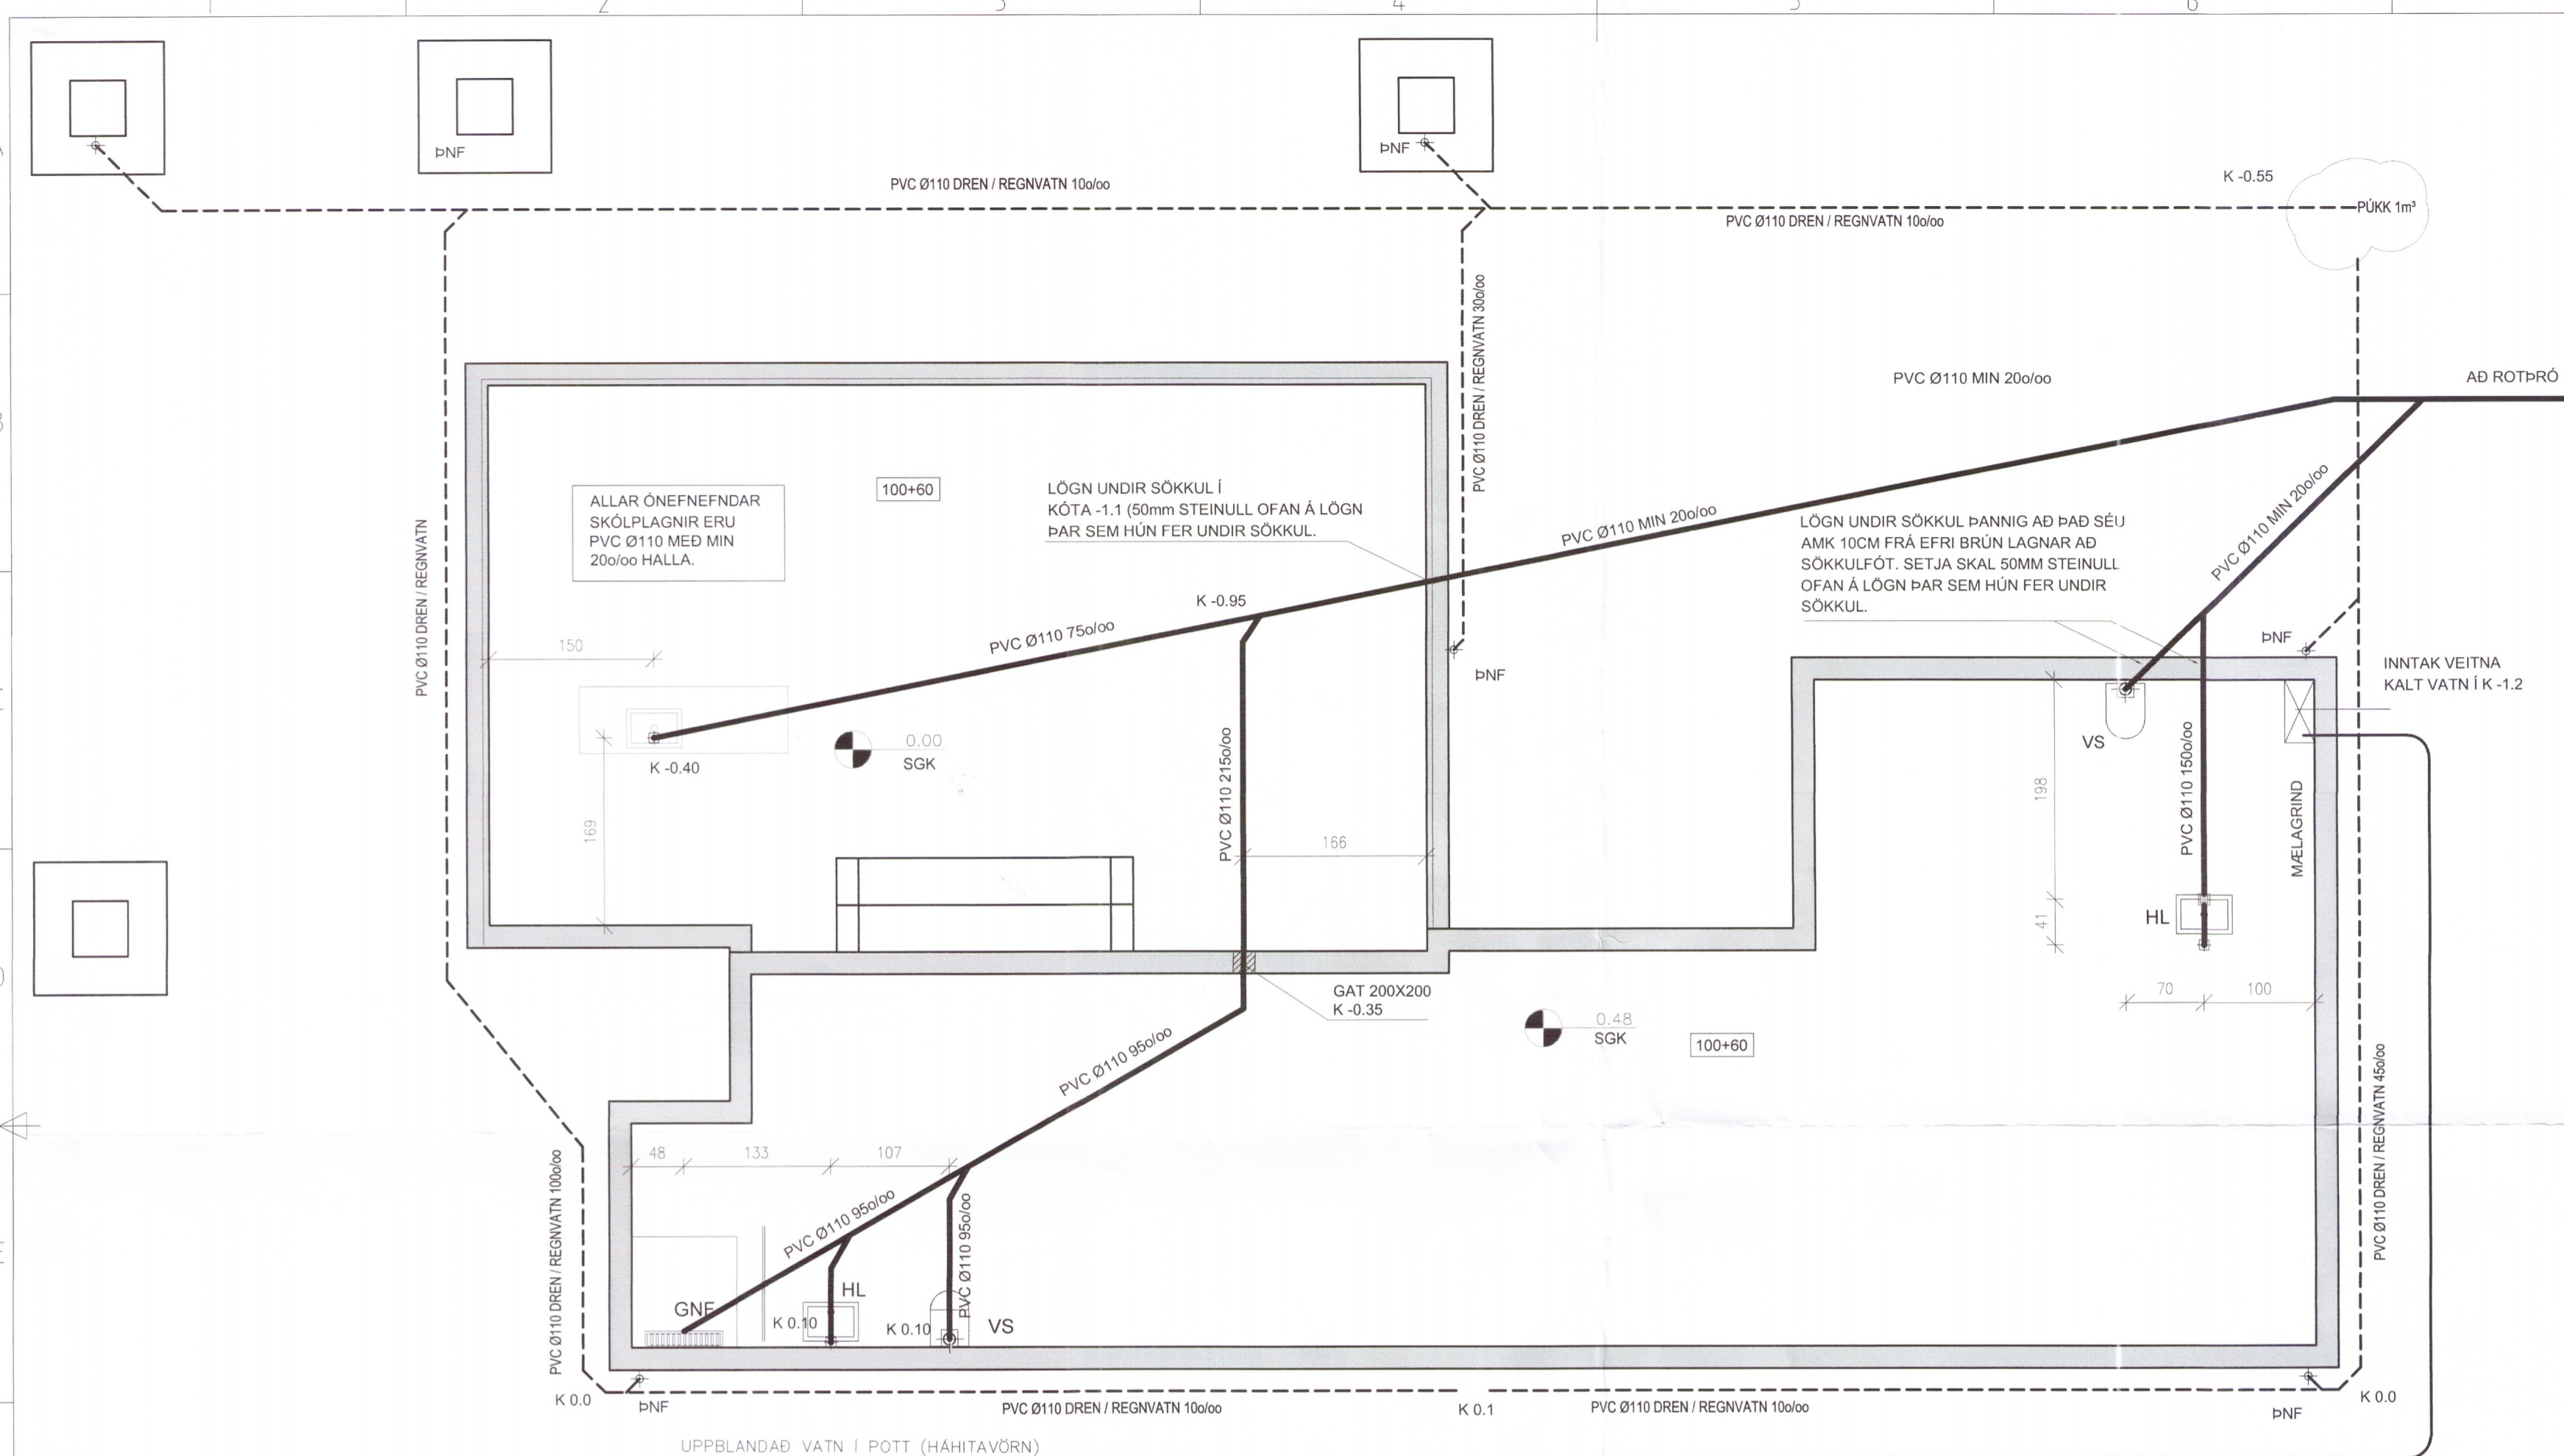 2
3
4
5
6
ÞNF
ÞNF
PVC Ø110 DREN / REGNVATN 10o/oo
K -0.55
PÚKK 1m³
PVC Ø110 DREN / REGNVATN 10o/oo
PVC Ø110 DREN / REGNVATN 30o/oo
PVC Ø110 MIN 20o/oo
AÐ ROTÞRÓ
ALLAR ÓNEFNEFNDAR
SKÓLPLAGNIR ERU
PVC Ø110 MEÐ MIN
20o/oo HALLA.
100+60
LÖGN UNDIR SÖKKUL Í
KÓTA -1.1 (50mm STEINULL OFAN Á LÖGN
ÞAR SEM HÚN FER UNDIR SÖKKUL.
PVC Ø110 MIN 20o/oo
LÖGN UNDIR SÖKKUL ÞANNIG AÐ ÞAÐ SÉU
AMK 10CM FRÁ EFRI BRÚN LAGNAR AÐ
SÖKKULFÓT. SETJA SKAL 50MM STEINULL
OFAN Á LÖGN ÞAR SEM HÚN FER UNDIR
SÖKKUL.
PVC Ø110 MIN 20o/oo
PVC Ø110 DREN / REGNVATN
K -0.95
150
PVC Ø110 75o/oo
ÞNF
ÞNF
INNTAK VEITNA
KALT VATN Í K -1.2
K -0.40
0.00
SGK
VS
PVC Ø110 215o/oo
PVC Ø110 150o/oo
198
MÆLAGRIND
169
166
HL
41
GAT 200X200
K -0.35
70
100
0.48
SGK
100+60
PVC Ø110 95o/oo
PVC Ø110 DREN / REGNVATN 45o/oo
48
133
107
PVC Ø110 DREN / REGNVATN 100o/oo
PVC Ø110 95o/oo
PVC Ø110 95o/oo
GNF
HL
K 0.10
K 0.10
VS
K 0.0
ÞNF
PVC Ø110 DREN / REGNVATN 10o/oo
K 0.1
PVC Ø110 DREN / REGNVATN 10o/oo
ÞNF
K 0.0
UPPBLANDAÐ VATN Í POTT (HÁHITAVÖRN)